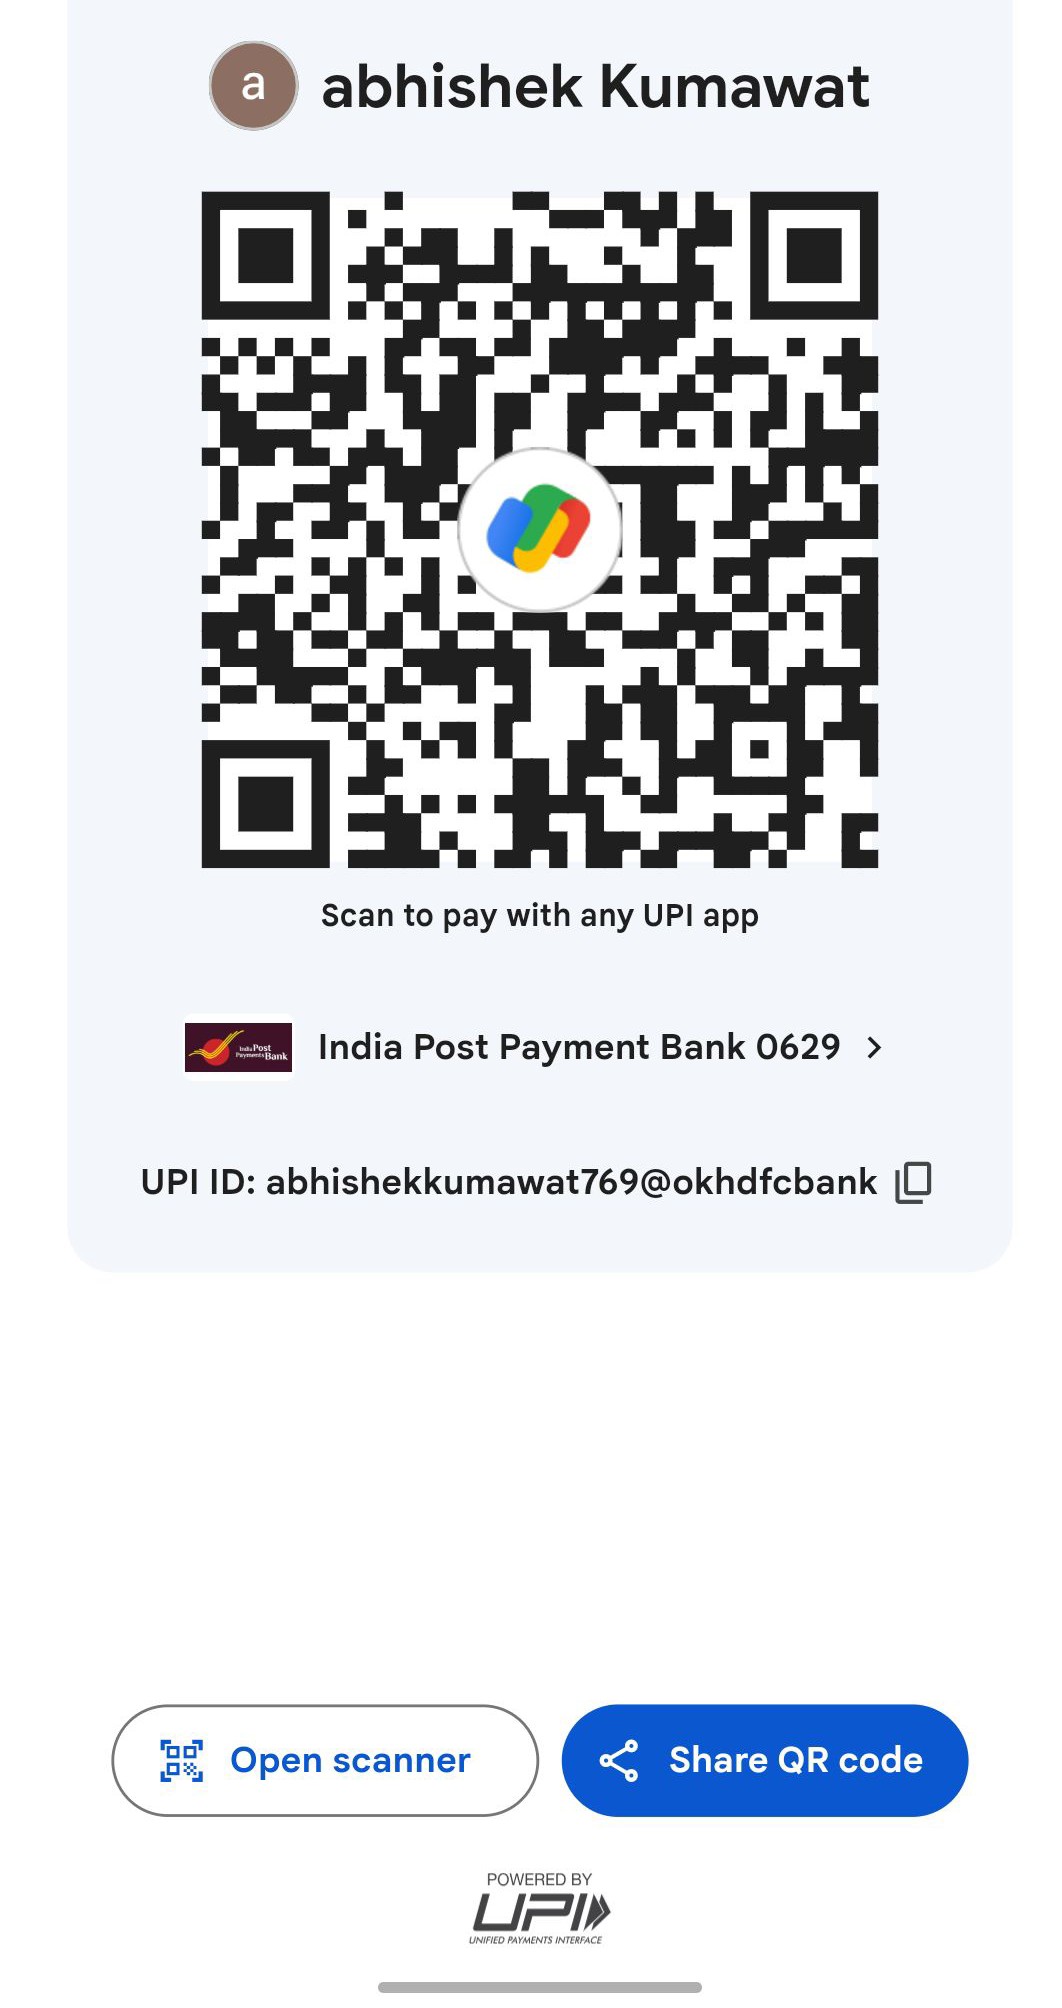 a
abhishek Kumawat
Scan to pay with any UPI app
India Post
Payments Bank
India Post Payment Bank 0629
UPI ID: abhishekkumawat769@okhdfcbank
Open scanner
Share QR code
POWERED BY
UPI
UNIFIED PAYMENTS INTERFACE